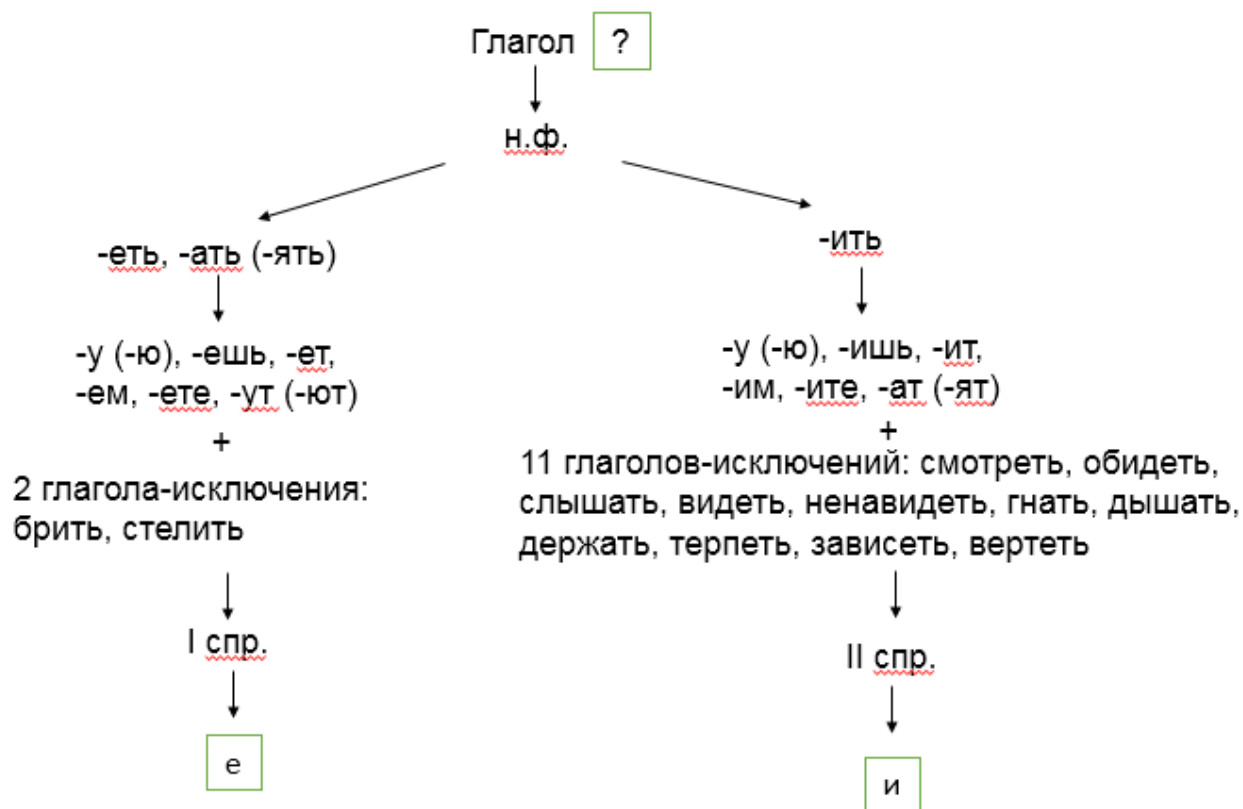 Глагол ?
н.ф.
-еть, -ать (-ять)
-ить
-у (-ю), -ешь, -ет,
-ем, -ете, -ут (-ют)
+
2 глагола-исключения:
брить, стелить
I спр.
е
-у (-ю), -ишь, -ит,
-им, -ите, -ат (-ят)
+
11 глаголов-исключений: смотреть, обидеть,
слышать, видеть, ненавидеть, гнать, дышать,
держать, терпеть, зависеть, вертеть
II спр.
и